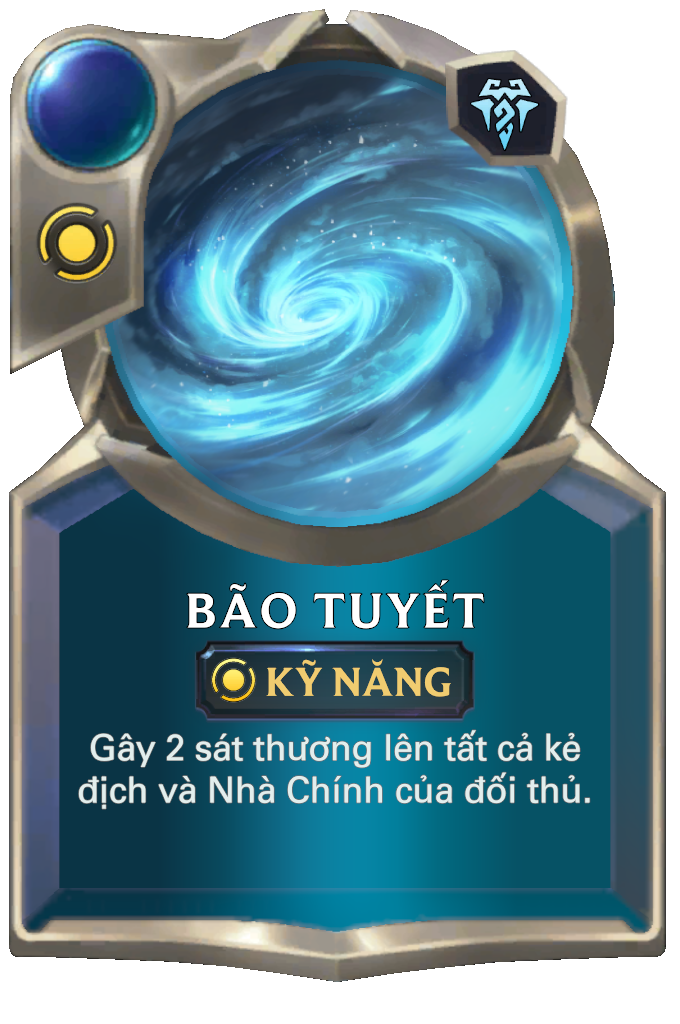 BÃO TUYẾT
KỸ NĂNG
Gây 2 sát thương lên tất cả kẻ
địch và Nhà Chính của đối thủ.